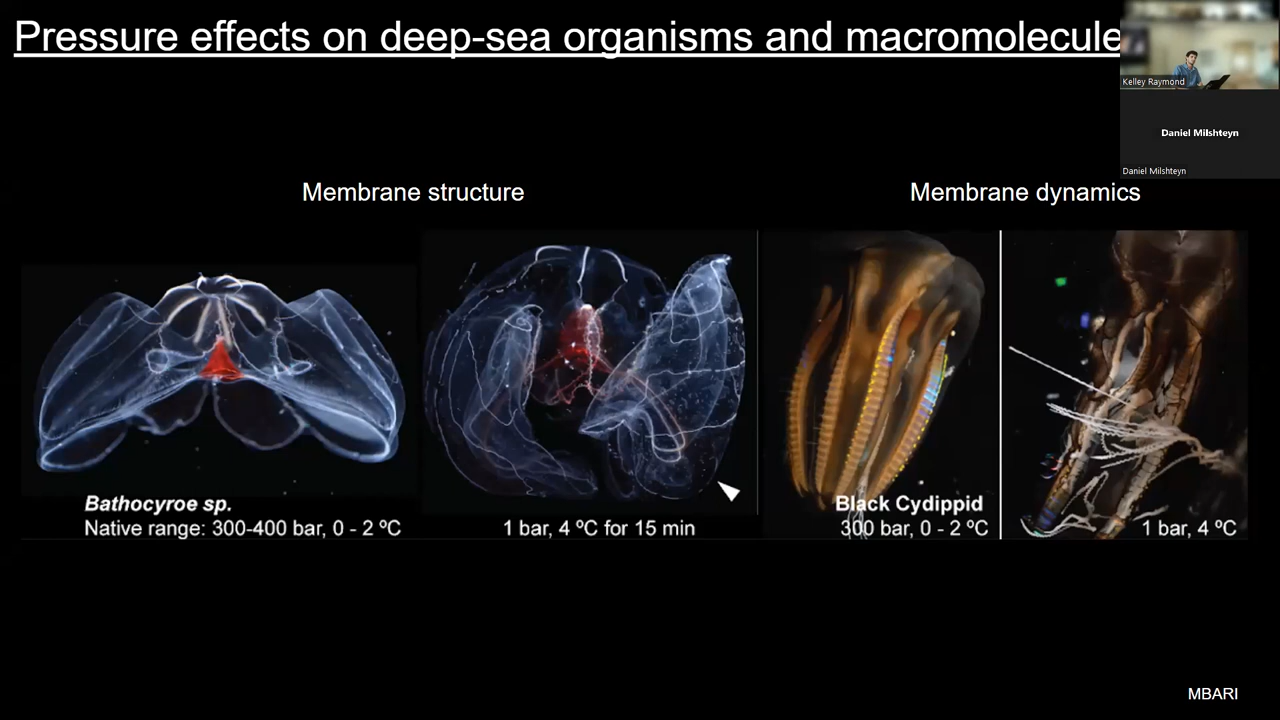 Pressure effects on deep-sea organisms and macromolecule
Kelley Raymond
Daniel Milshteyn
Daniel Milshteyn
Membrane structure
Membrane dynamics
Bathocyroe sp.
Native range: 300-400 bar, 0 - 2 ºC
1 bar, 4 ºC for 15 min
Black Cydippid
300 bar, 0 - 2 ºC
1 bar, 4 ºC
MBARI